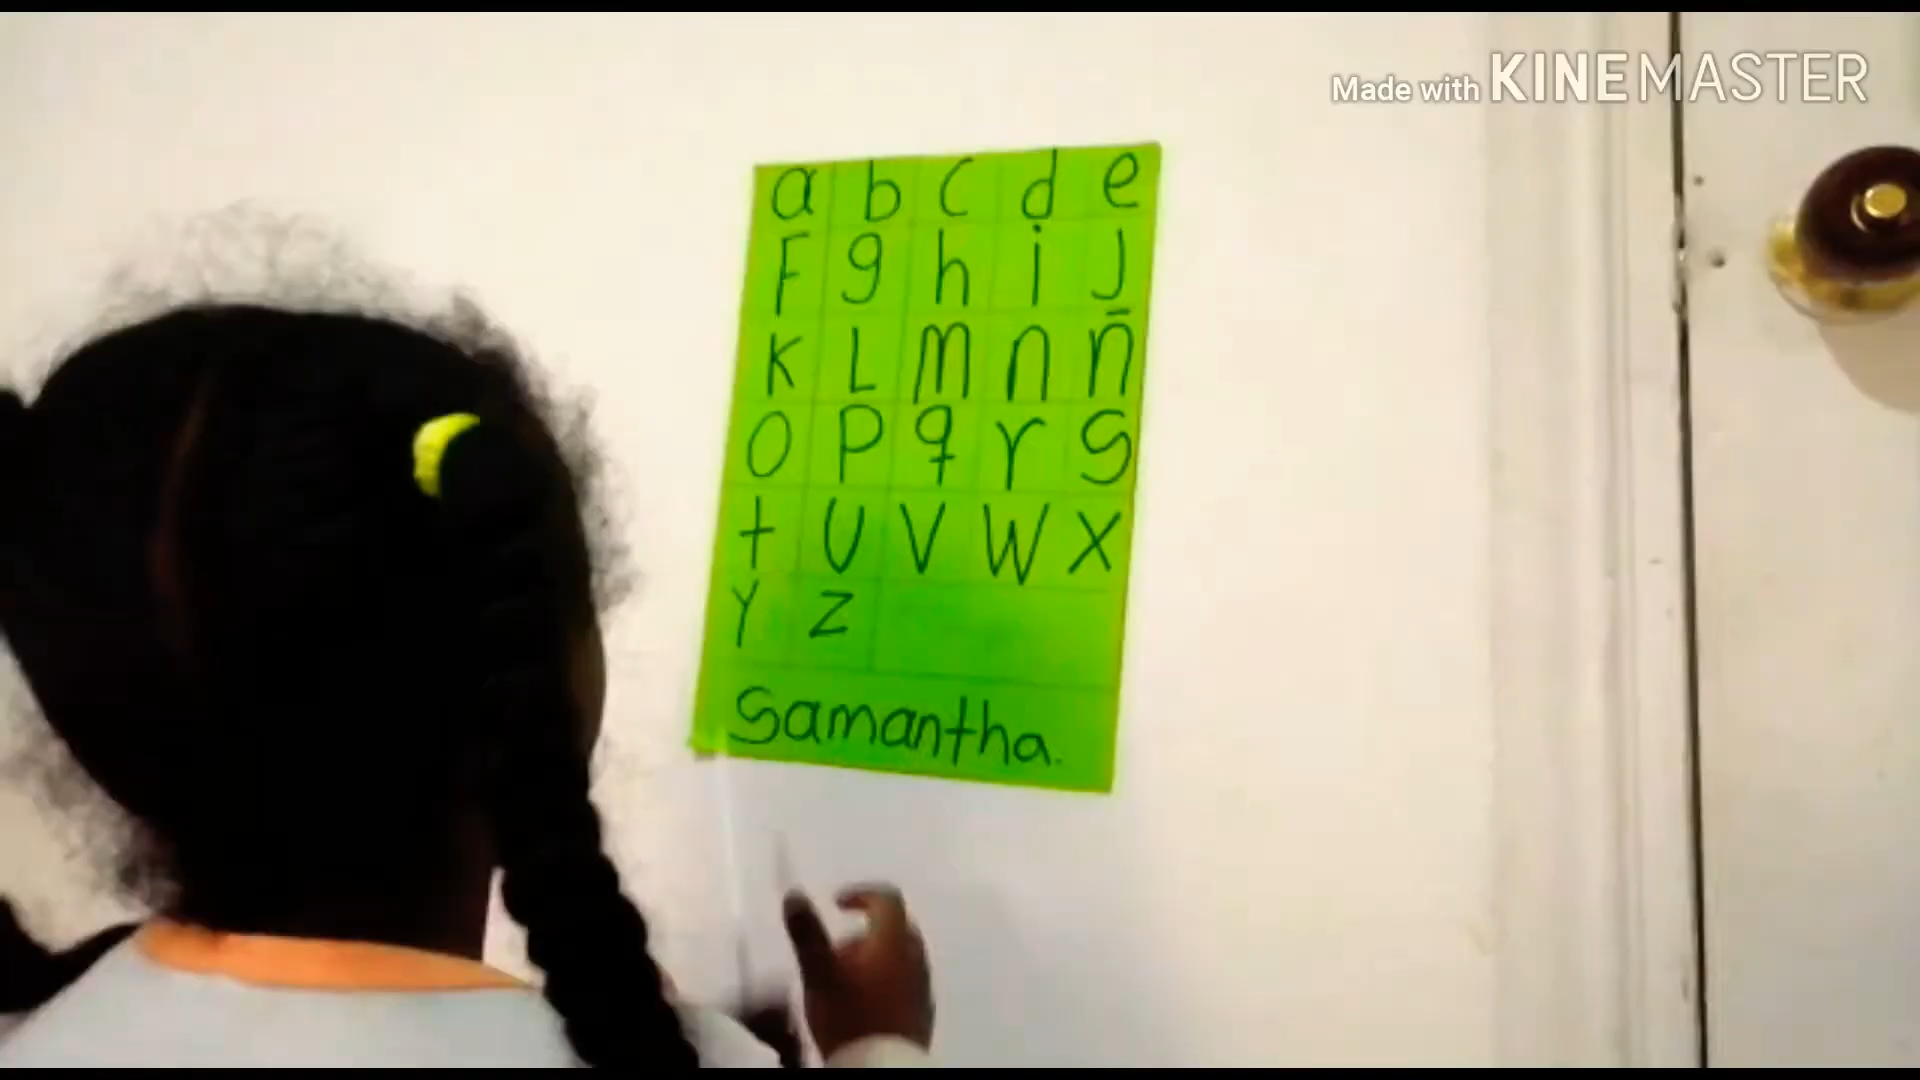 Made with KINEMASTER
a b c d e
F g h i J
K L m n ñ
o p q r s
t U V W X
Y z
Samantha.